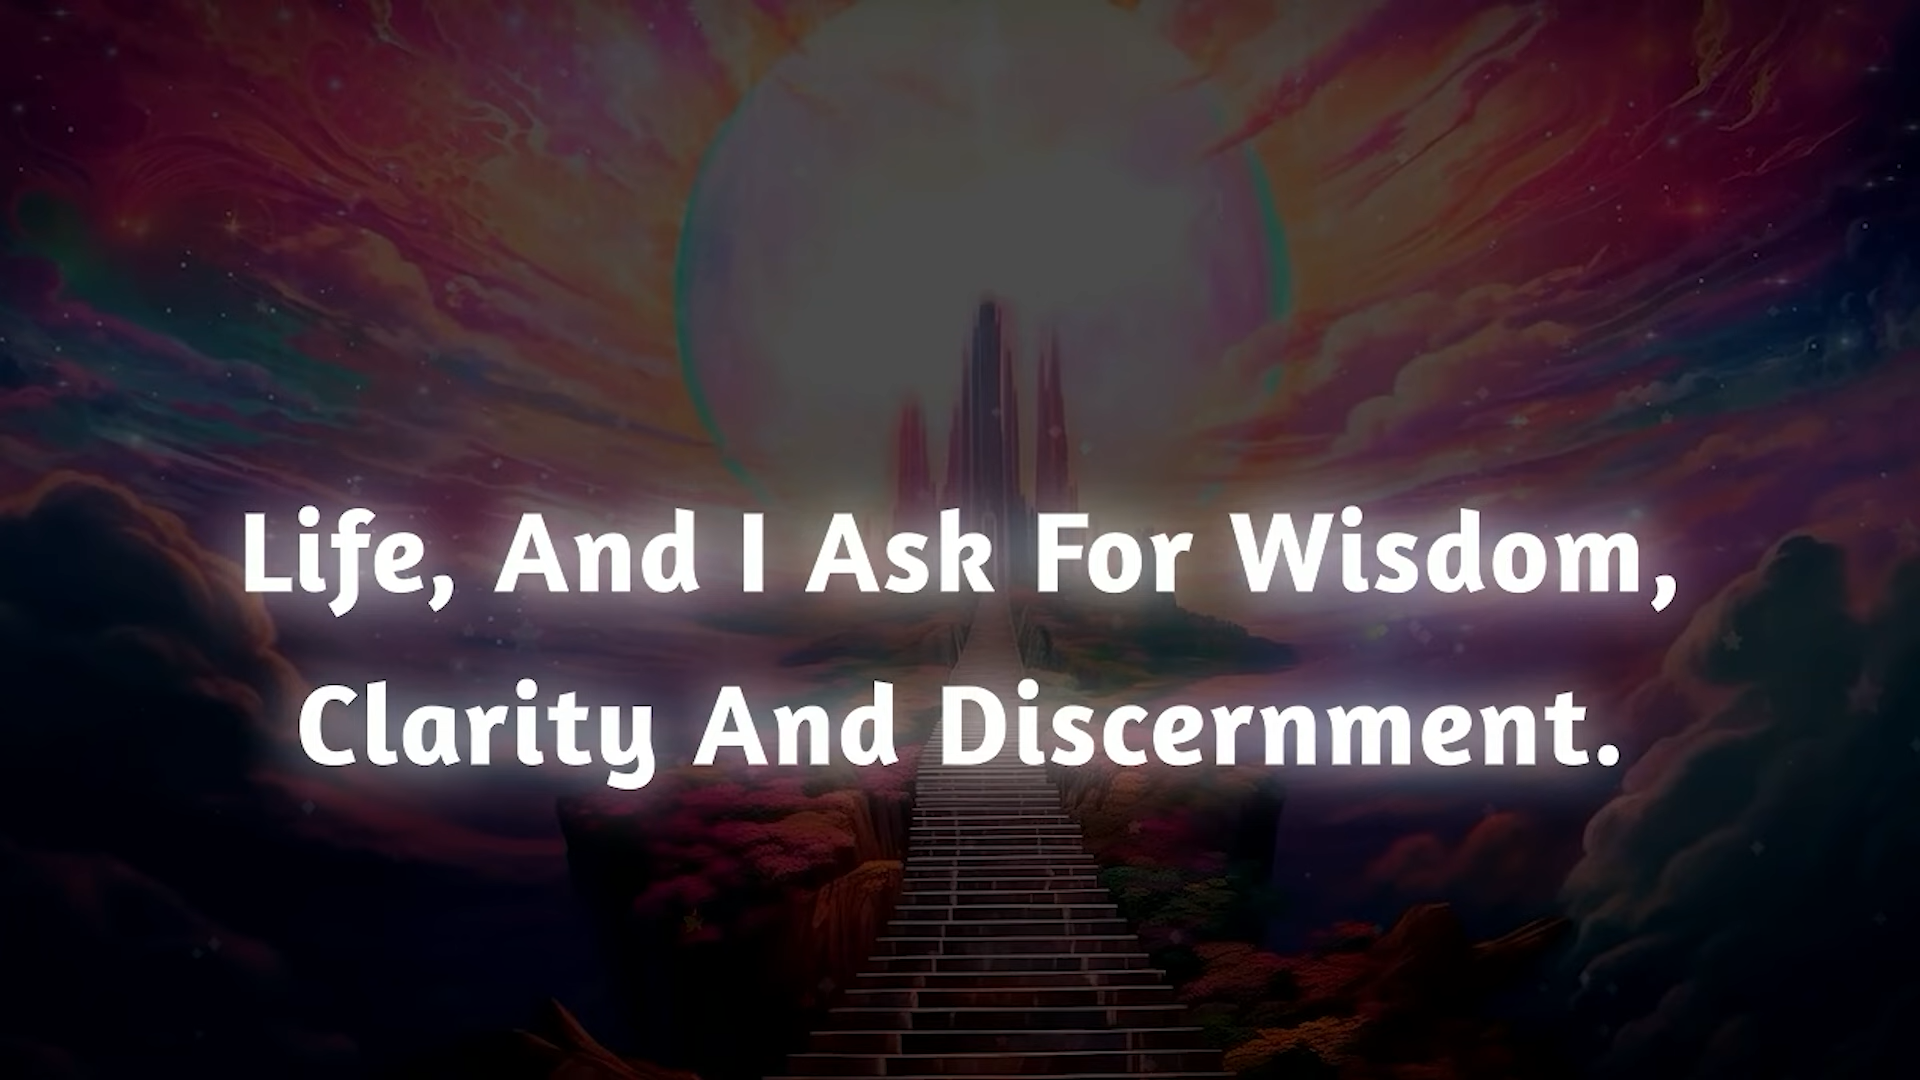 Life, And I Ask For Wisdom,
Clarity And Discernment.